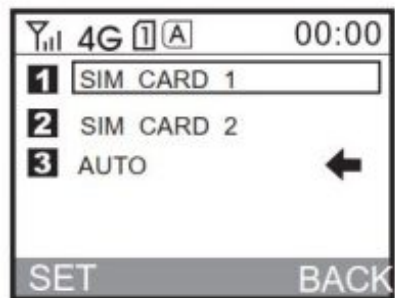 4G 1 A 00:00
1 SIM CARD 1
2 SIM CARD 2
3 AUTO
SET BACK